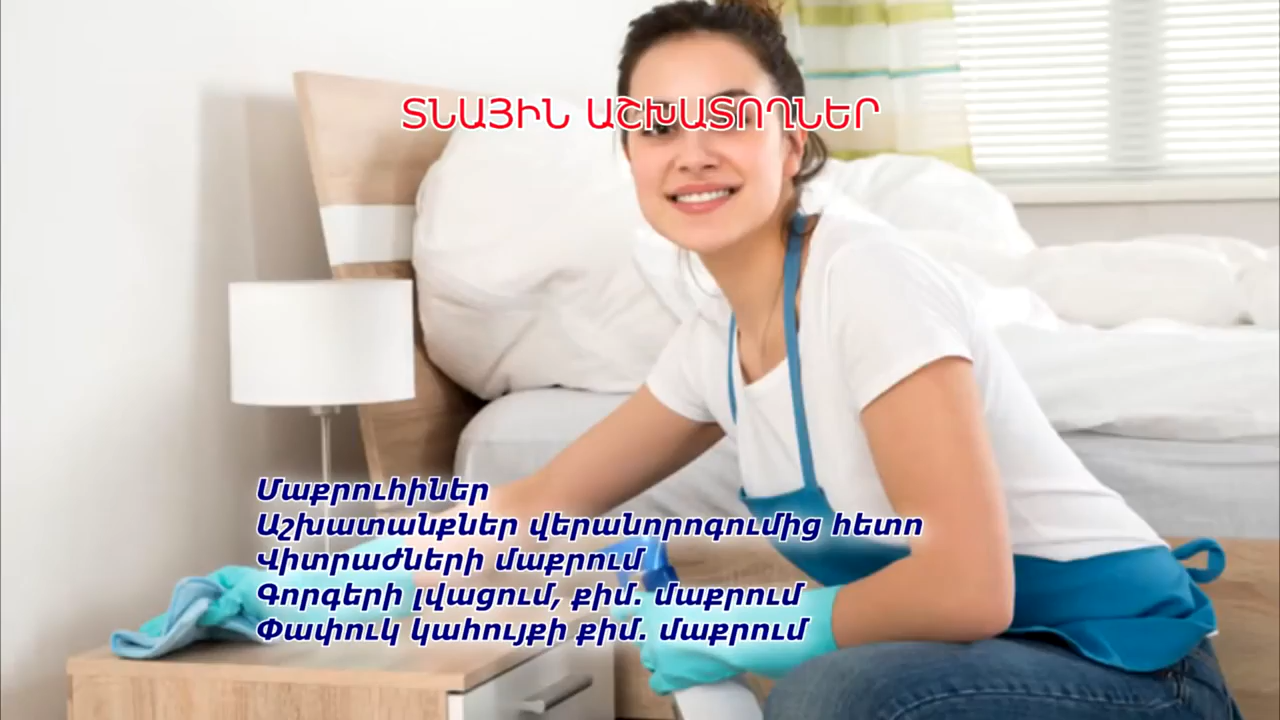 ՏՆԱՅԻՆ ԱՇԽԱՏՈՂՆԵՐ
Մաքրուհիներ
Աշխատանքներ վերանորոգումից հետո
Վիտրաժների մաքրում
Գորգերի լվացում, քիմ. մաքրում
Փափուկ կահույքի քիմ. մաքրում